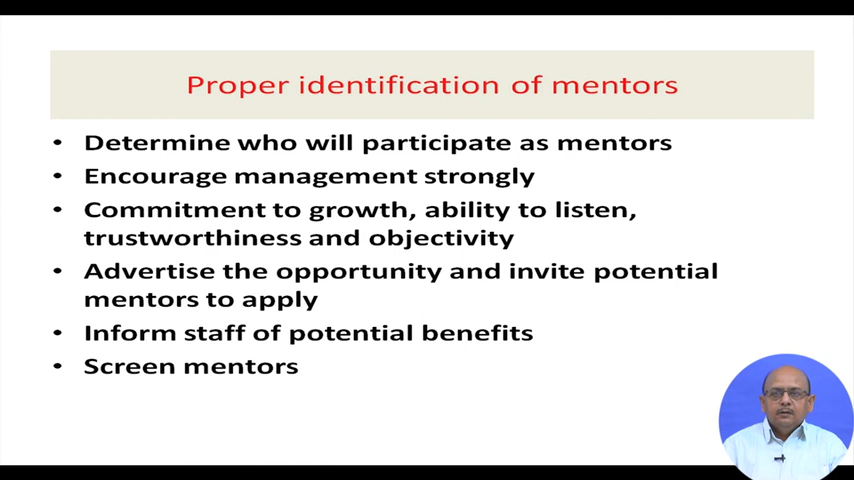 Proper identification of mentors
• Determine who will participate as mentors
• Encourage management strongly
• Commitment to growth, ability to listen,
trustworthiness and objectivity
• Advertise the opportunity and invite potential
mentors to apply
• Inform staff of potential benefits
• Screen mentors